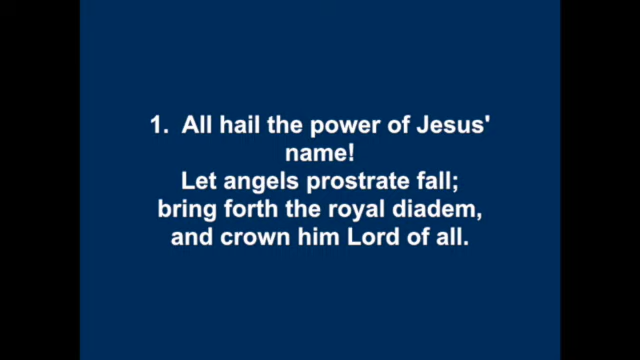 1.  All hail the power of Jesus'
name!
Let angels prostrate fall;
bring forth the royal diadem,
and crown him Lord of all.